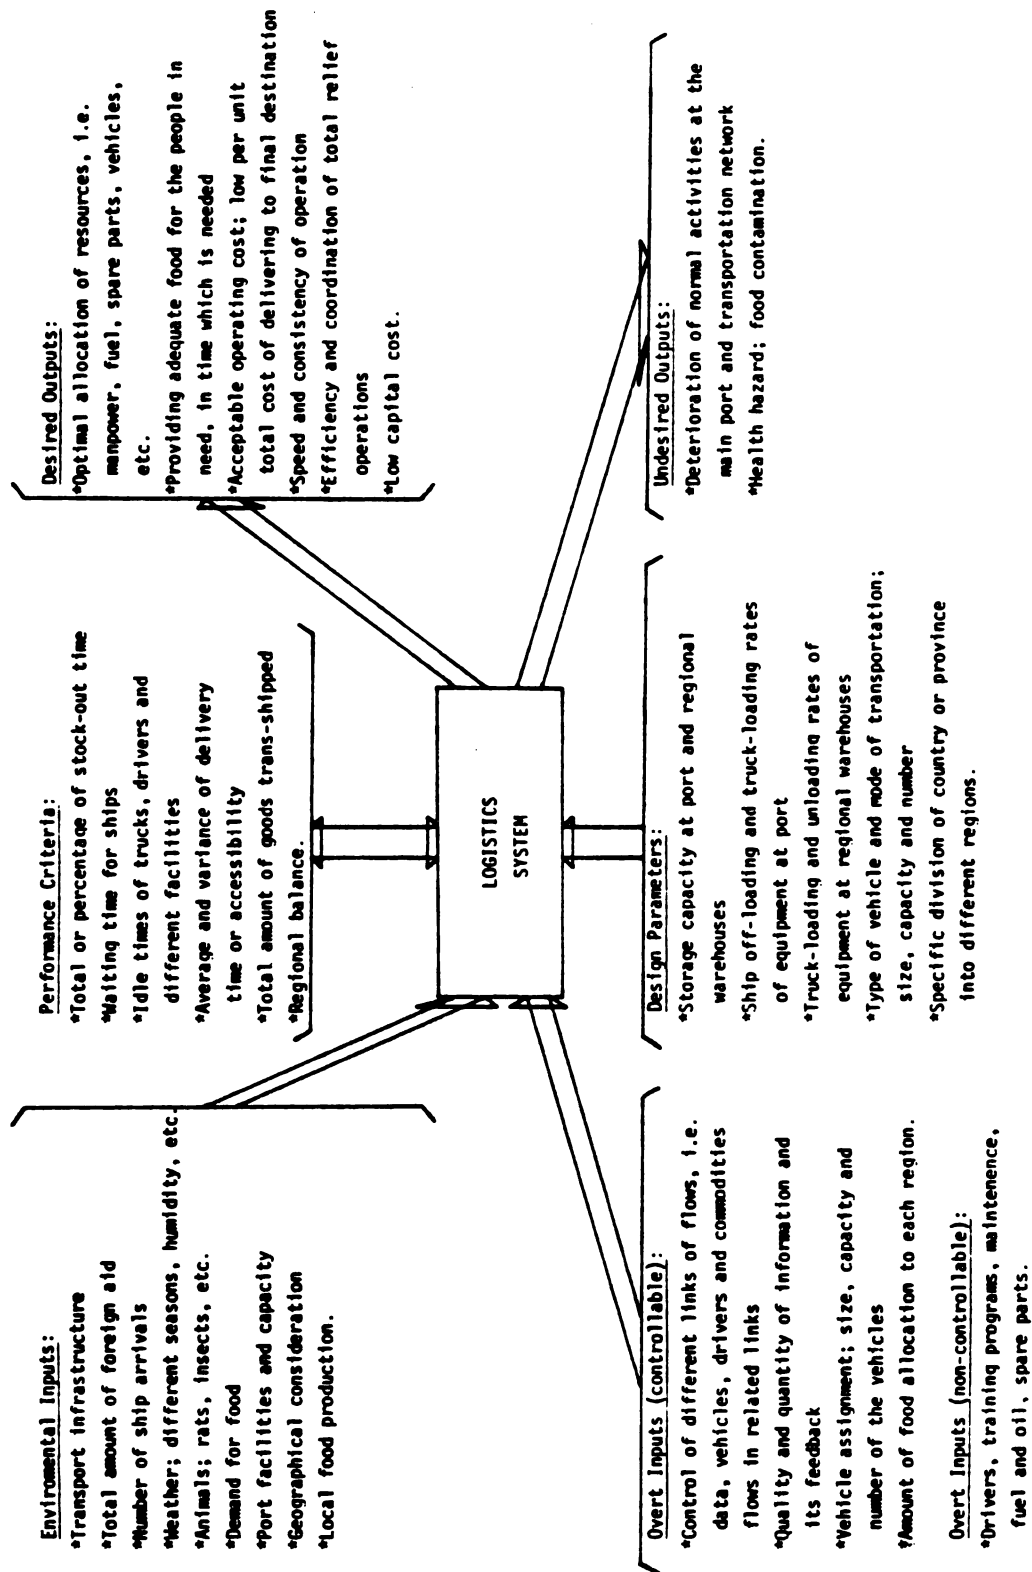 Enviromental Inputs:
*Transport infrastructure
*Total amount of foreign aid
*Number of ship arrivals
*Weather; different seasons, humidity, etc.
*Animals; rats, insects, etc.
*Demand for food
*Port facilities and capacity
*Geographical consideration
*Local food production.
Performance Criteria:
*Total or percentage of stock-out time
*Waiting time for ships
*Idle times of trucks, drivers and
different facilities
*Average and variance of delivery
time or accessibility
*Total amount of goods trans-shipped
*Regional balance.
Desired Outputs:
*Optimal allocation of resources, i.e.
manpower, fuel, spare parts, vehicles,
etc.
*Providing adequate food for the people in
need, in time which is needed
*Acceptable operating cost; low per unit
total cost of delivering to final destination
*Speed and consistency of operation
*Efficiency and coordination of total relief
operations
*Low capital cost.
LOGISTICS
SYSTEM
Overt Inputs (controllable):
*Control of different links of flows, i.e.
data, vehicles, drivers and commodities
flows in related links
*Quality and quantity of information and
its feedback
*Vehicle assignment; size, capacity and
number of the vehicles
*Amount of food allocation to each region.
Overt Inputs (non-controllable):
*Drivers, training programs, maintenence,
fuel and oil, spare parts.
Design Parameters:
*Storage capacity at port and regional
warehouses
*Ship off-loading and truck-loading rates
of equipment at port
*Truck-loading and unloading rates of
equipment at regional warehouses
*Type of vehicle and mode of transportation;
size, capacity and number
*Specific division of country or province
into different regions.
Undesired Outputs:
*Deterioration of normal activities at the
main port and transportation network
*Health hazard; food contamination.